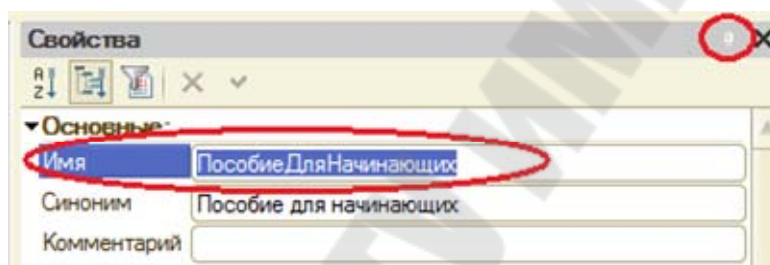 Свойства
Основные:
Имя ПособиеДляНачинающих
Синоним Пособие для начинающих
Комментарий